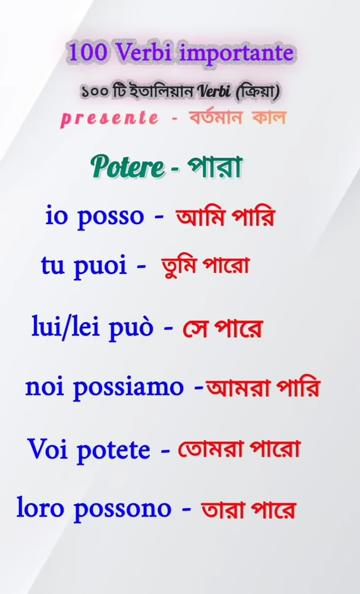 100 Verbi importante
১০০ টি ইতালিয়ান Verbi (ক্রিয়া)
presente - বর্তমান কাল
Potere - পারা
io posso - আমি পারি
tu puoi - তুমি পারো
lui/lei può - সে পারে
noi possiamo -আমরা পারি
Voi potete - তোমরা পারো
loro possono - তারা পারে